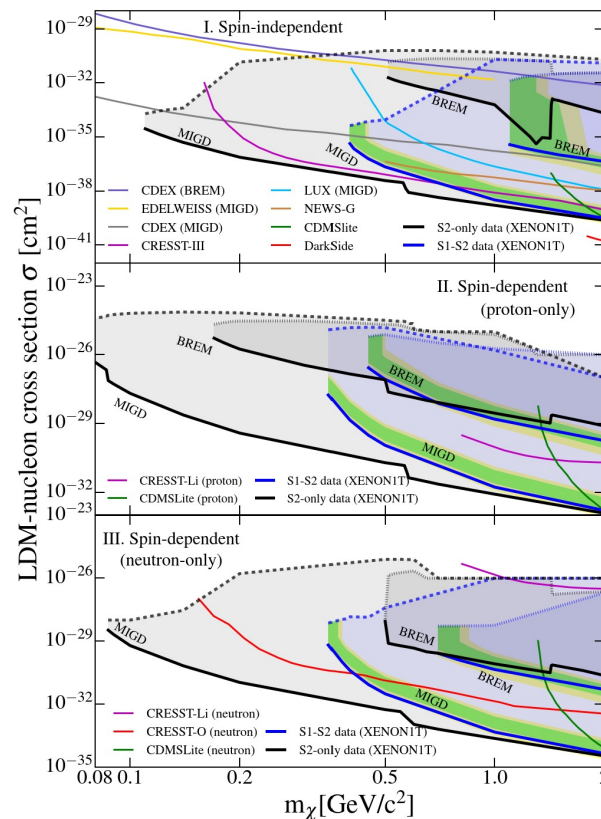 LDM-nucleon cross section σ [cm²]
I. Spin-independent
10⁻²⁹
10⁻³²
10⁻³⁵
10⁻³⁸
10⁻⁴¹
MIGD
MIGD
BREM
BREM
CDEX (BREM)
EDELWEISS (MIGD)
CDEX (MIGD)
CRESST-III
LUX (MIGD)
NEWS-G
CDMSlite
DarkSide
S2-only data (XENON1T)
S1-S2 data (XENON1T)
II. Spin-dependent
(proton-only)
10⁻²³
10⁻²⁶
10⁻²⁹
10⁻³²
BREM
BREM
MIGD
MIGD
CRESST-Li (proton)
CDMSLite (proton)
S1-S2 data (XENON1T)
S2-only data (XENON1T)
III. Spin-dependent
(neutron-only)
10⁻²³
10⁻²⁶
10⁻²⁹
10⁻³²
10⁻³⁵
MIGD
BREM
BREM
MIGD
CRESST-Li (neutron)
CRESST-O (neutron)
CDMSLite (neutron)
S1-S2 data (XENON1T)
S2-only data (XENON1T)
0.08 0.1 0.2 0.5 1.0
mᵪ[GeV/c²]